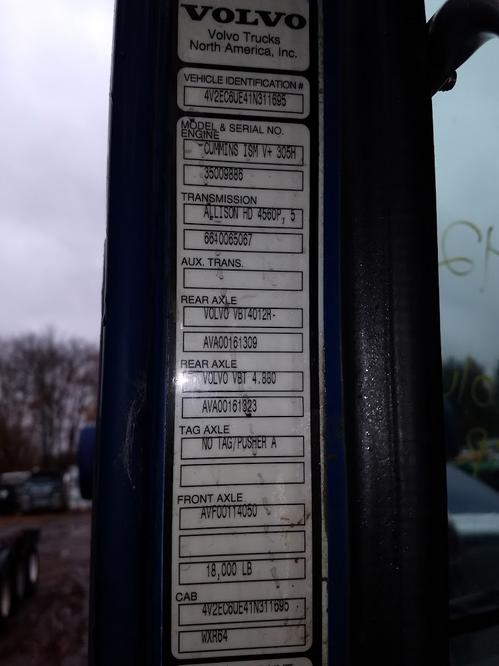 VOLVO
Volvo Trucks
North America, Inc.
VEHICLE IDENTIFICATION #
4V2EC6UE41N311695
MODEL & SERIAL NO.
ENGINE
CUMMINS ISM V+ 305H
35009886
TRANSMISSION
ALLISON HD 4560P, 5
6610065067
AUX. TRANS.
REAR AXLE
VOLVO VBT4012R-
AVA00161309
REAR AXLE
VOLVO VBT 4.880
AVA00161323
TAG AXLE
NO TAG/PUSHER A
FRONT AXLE
AVF00114050
18,000 LB
CAB
4V2EC6UE41N311695
WXR64